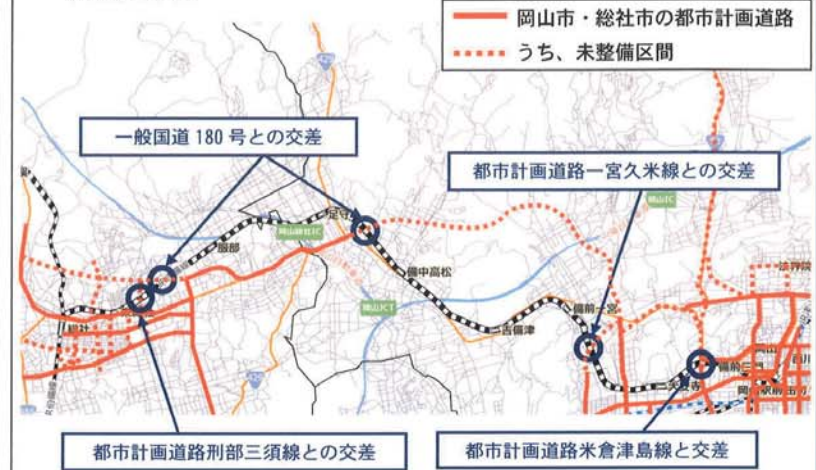 岡山市・総社市の都市計画道路
うち、未整備区間
一般国道180号との交差
都市計画道路一宮久米線との交差
足守
岡山総社IC
服部
岡山IC
備中高松
岡山JCT
備前一宮
吉備津
総社
法界院
岡山
備前三門
大安寺
都市計画道路刑部三須線との交差
都市計画道路米倉津島線と交差